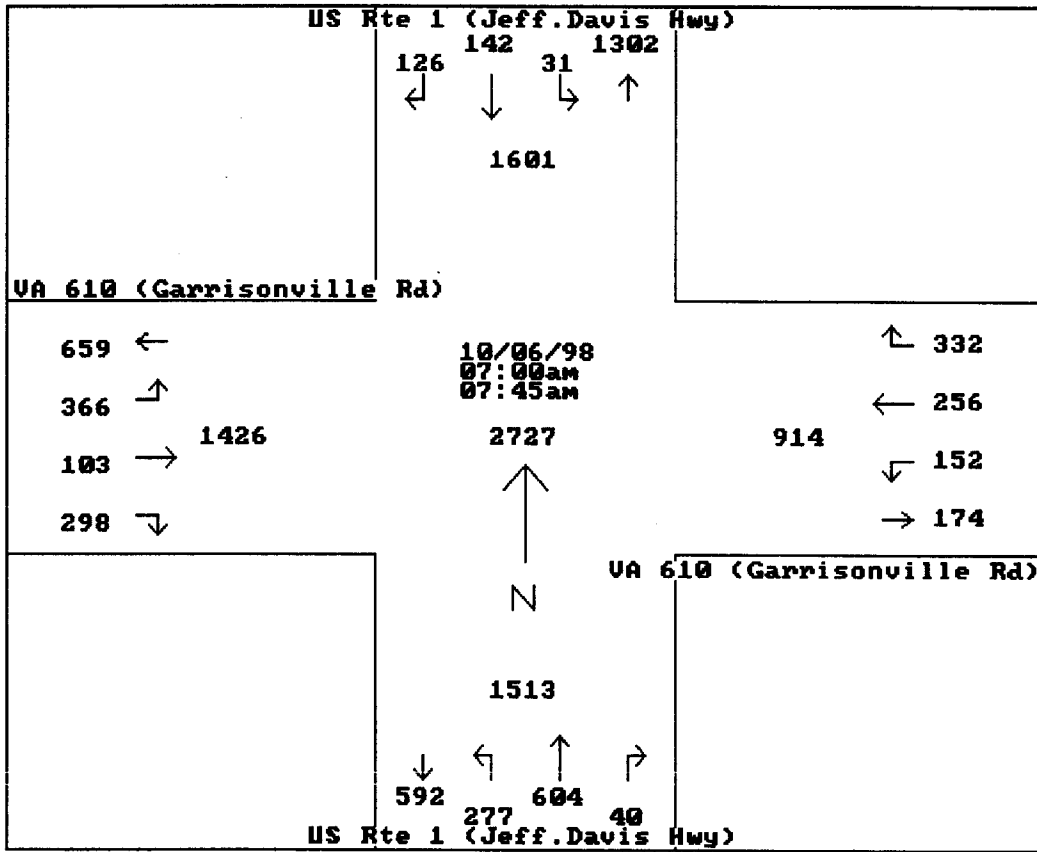 US Rte 1 (Jeff.Davis Hwy)
126 142 31 1302
1601
VA 610 (Garrisonville Rd)
659
366
1426
103
298
10/06/98
07:00am
07:45am
2727
332
256
914
152
174
N
VA 610 (Garrisonville Rd)
1513
592 277 604 40
US Rte 1 (Jeff.Davis Hwy)